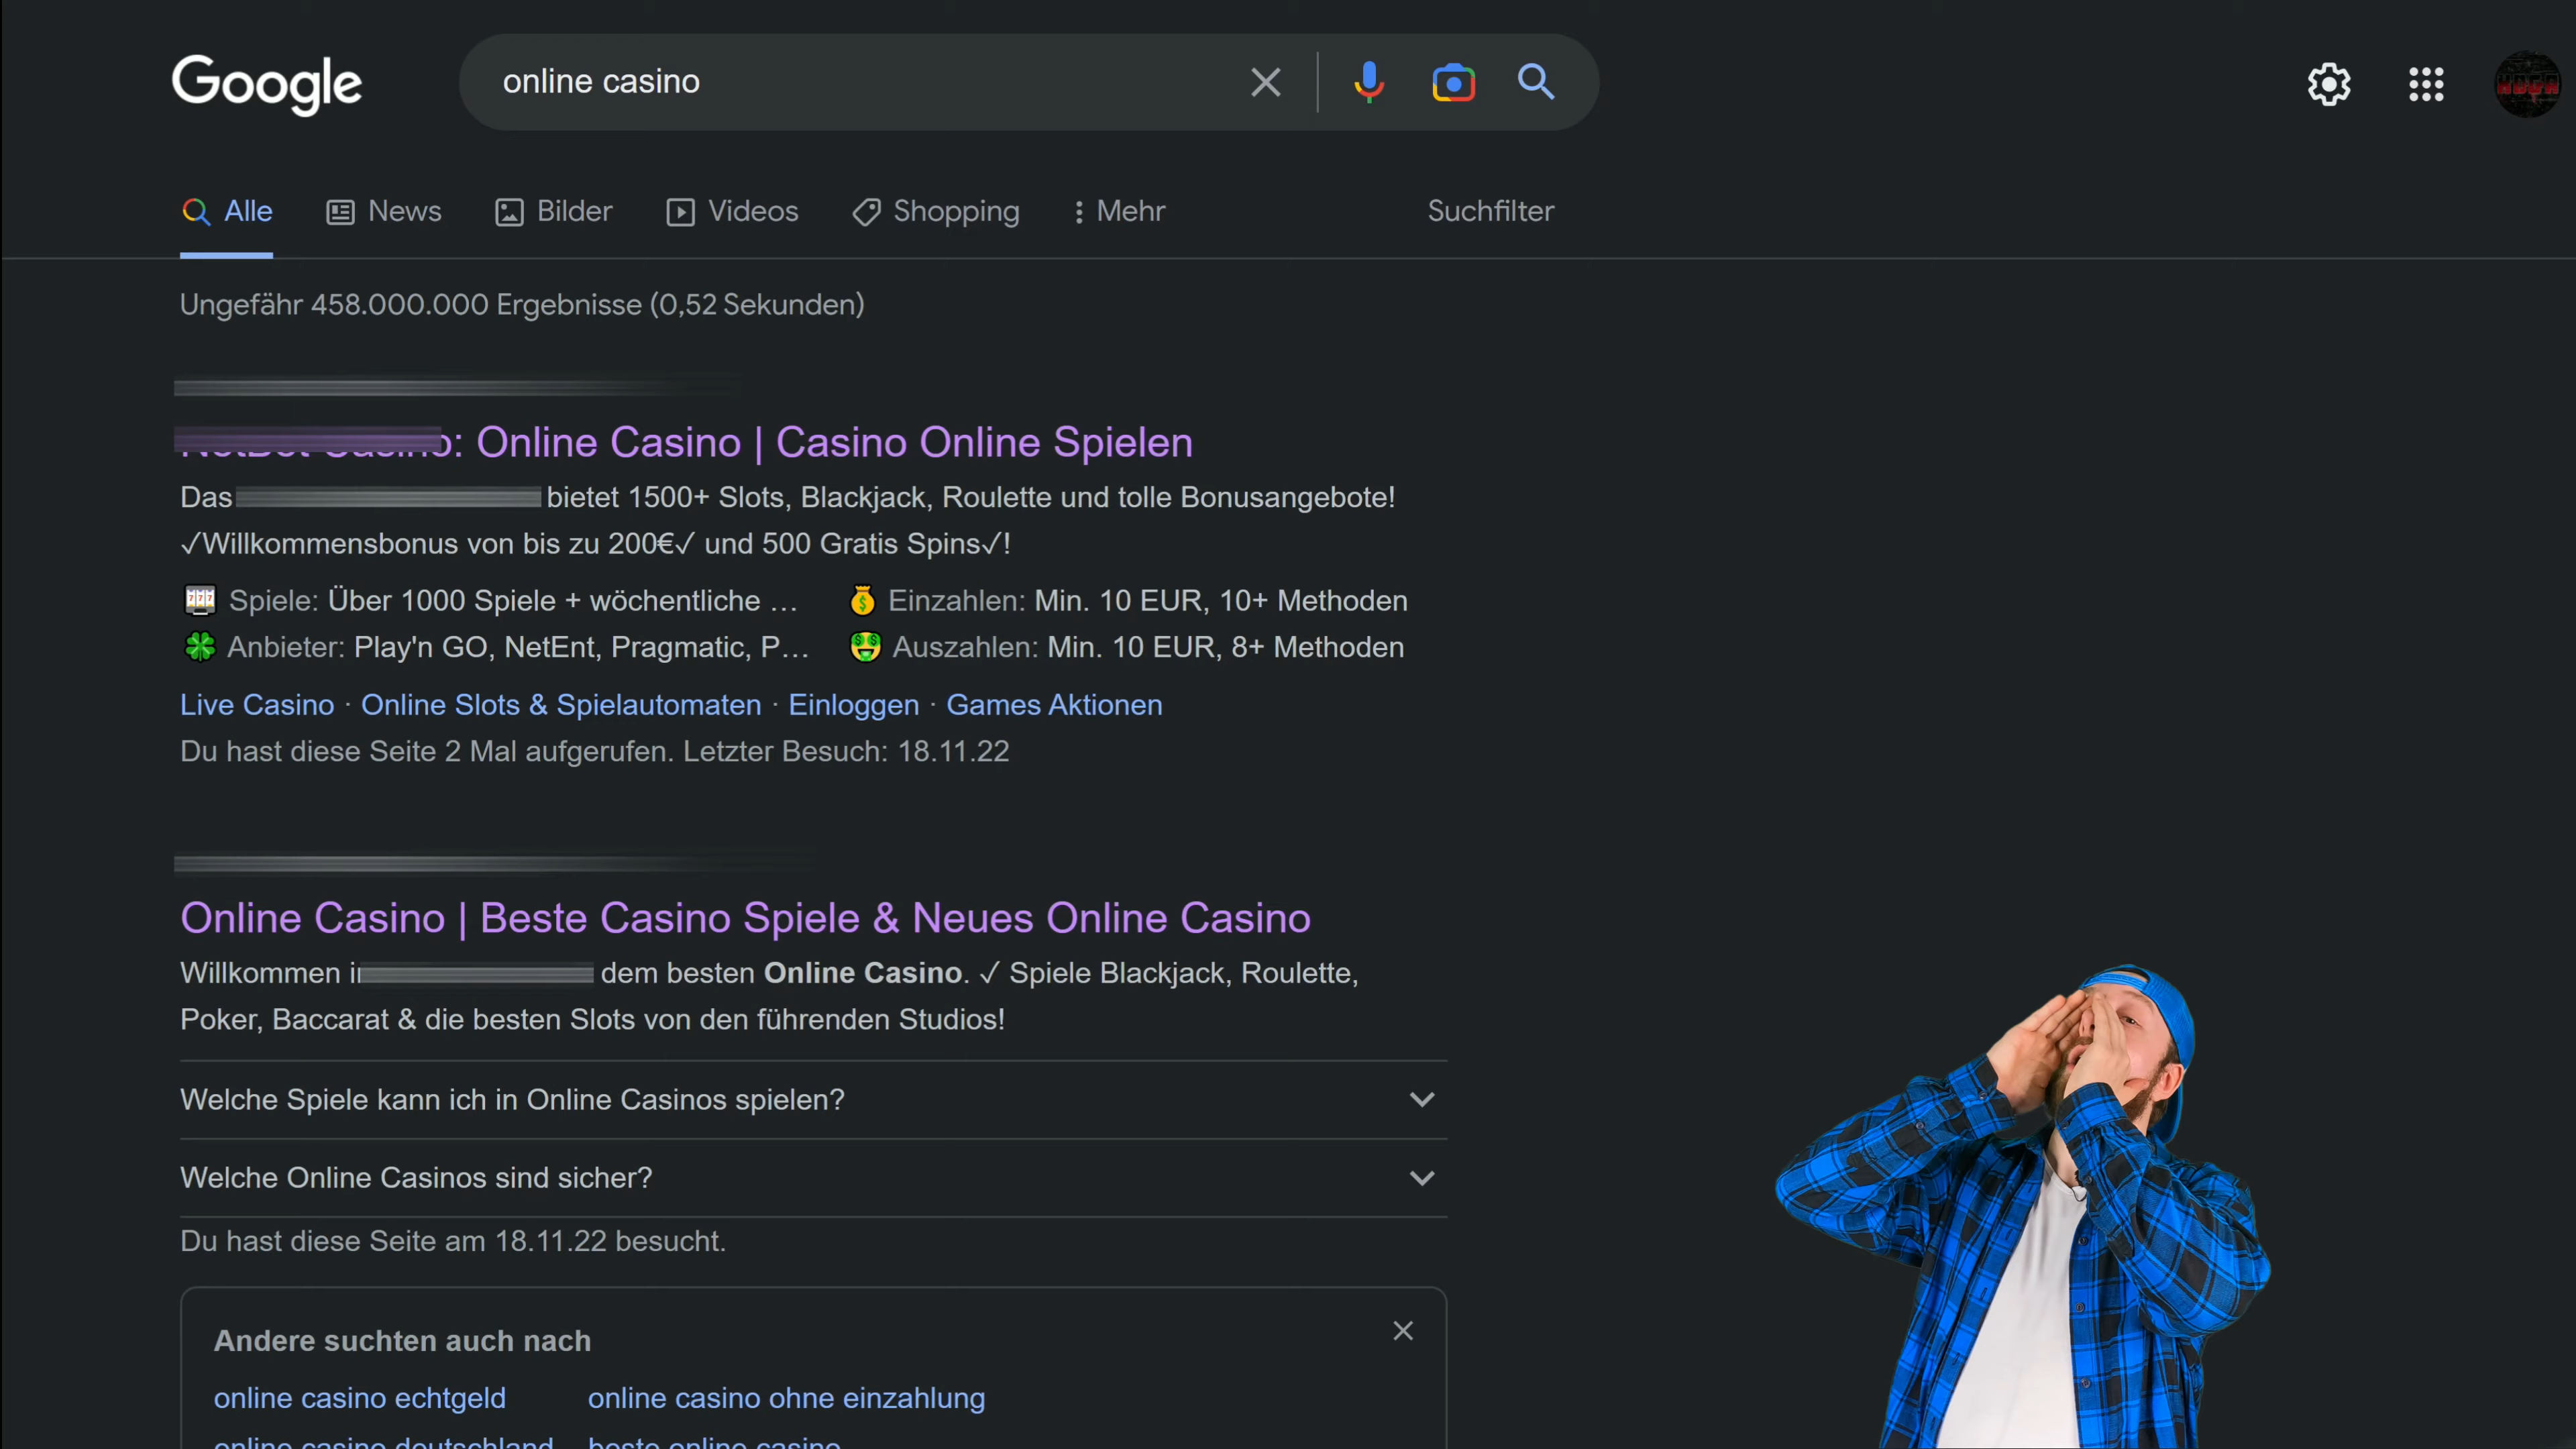 Google
online casino
Alle News Bilder Videos Shopping Mehr Suchfilter
Ungefähr 458.000.000 Ergebnisse (0,52 Sekunden)
: Online Casino | Casino Online Spielen
Das bietet 1500+ Slots, Blackjack, Roulette und tolle Bonusangebote!
✓Willkommensbonus von bis zu 200€✓ und 500 Gratis Spins✓!
Spiele: Über 1000 Spiele + wöchentliche ... Einzahlen: Min. 10 EUR, 10+ Methoden
Anbieter: Play'n GO, NetEnt, Pragmatic, P... Auszahlen: Min. 10 EUR, 8+ Methoden
Live Casino · Online Slots & Spielautomaten · Einloggen · Games Aktionen
Du hast diese Seite 2 Mal aufgerufen. Letzter Besuch: 18.11.22
Online Casino | Beste Casino Spiele & Neues Online Casino
Willkommen dem besten Online Casino. ✓ Spiele Blackjack, Roulette,
Poker, Baccarat & die besten Slots von den führenden Studios!
Welche Spiele kann ich in Online Casinos spielen?
Welche Online Casinos sind sicher?
Du hast diese Seite am 18.11.22 besucht.
Andere suchten auch nach
online casino echtgeld online casino ohne einzahlung
online casino deutschland beste online casino